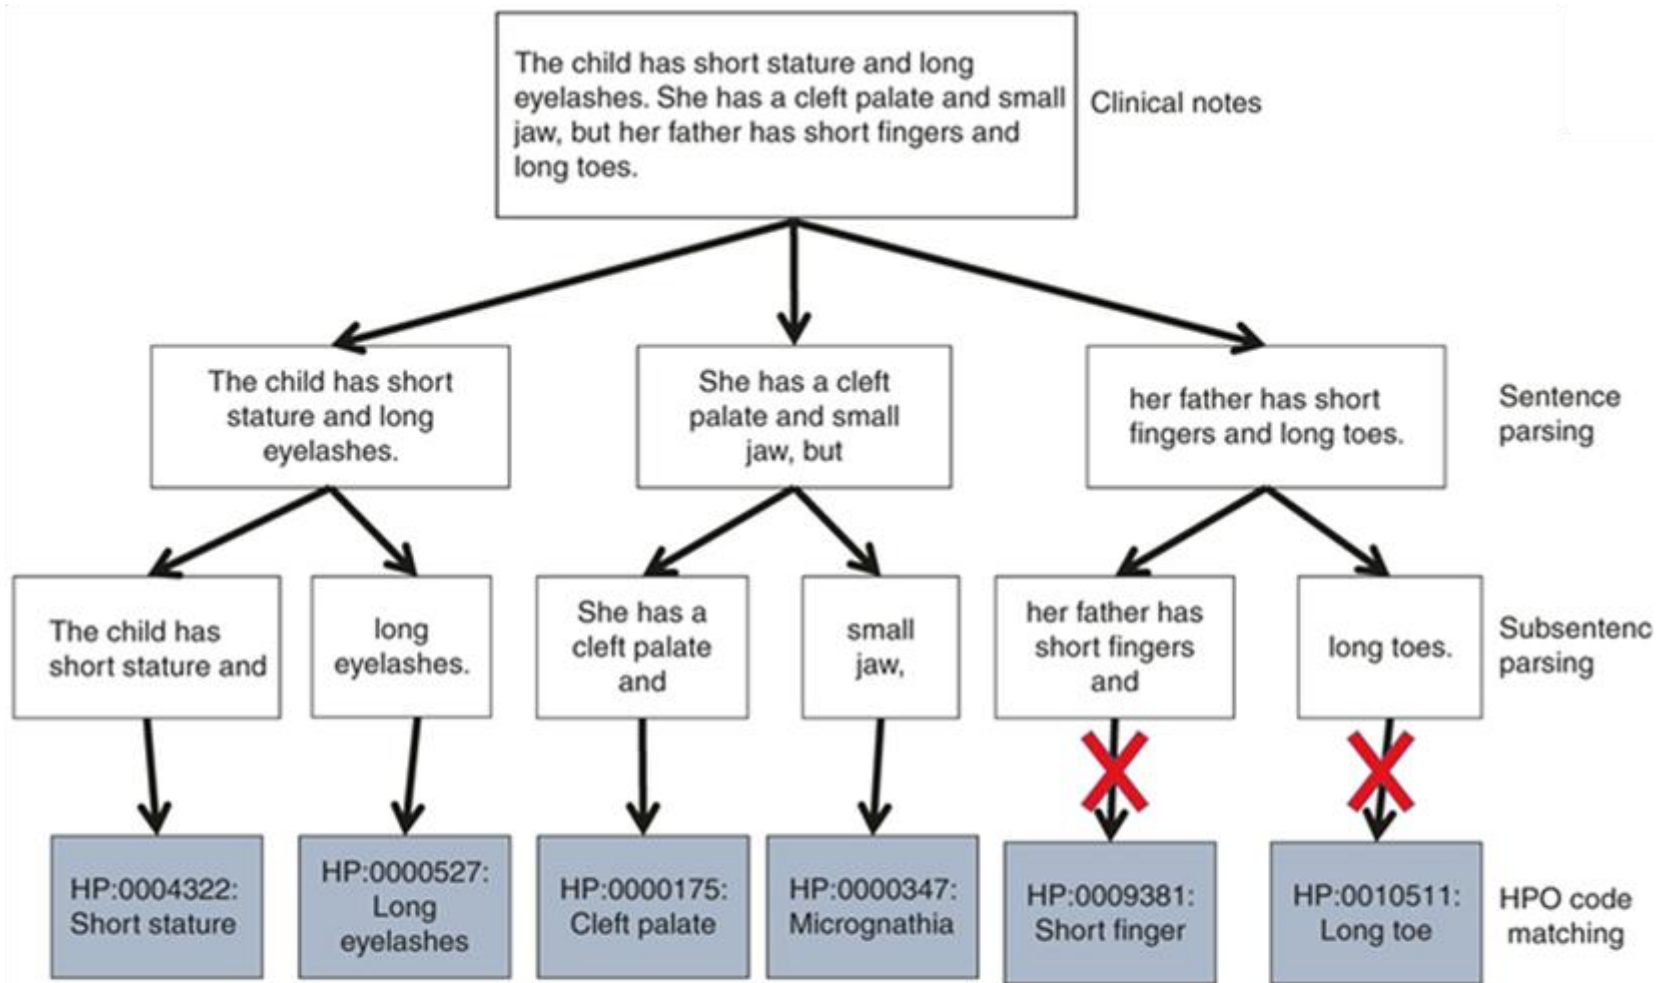 The child has short stature and long
eyelashes. She has a cleft palate and small
jaw, but her father has short fingers and
long toes.
Clinical notes
The child has short
stature and long
eyelashes.
She has a cleft
palate and small
jaw, but
her father has short
fingers and long toes.
Sentence
parsing
The child has
short stature and
long
eyelashes.
She has a
cleft palate
and
small
jaw,
her father has
short fingers
and
long toes.
Subsentenc
parsing
HP:0004322:
Short stature
HP:0000527:
Long
eyelashes
HP:0000175:
Cleft palate
HP:0000347:
Micrognathia
HP:0009381:
Short finger
HP:0010511:
Long toe
HPO code
matching